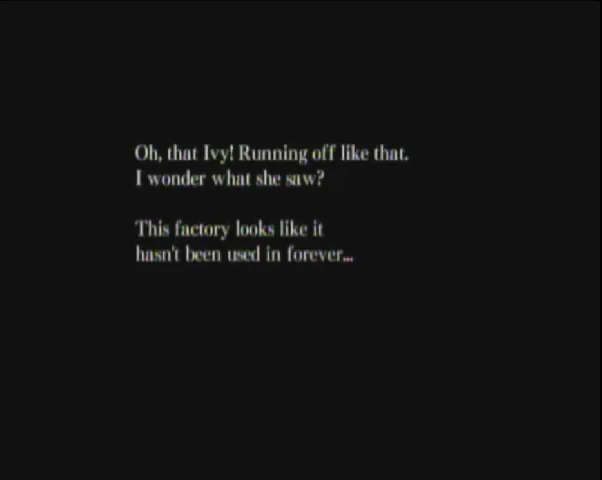 Oh, that Ivy! Running off like that.
I wonder what she saw?
This factory looks like it
hasn't been used in forever...